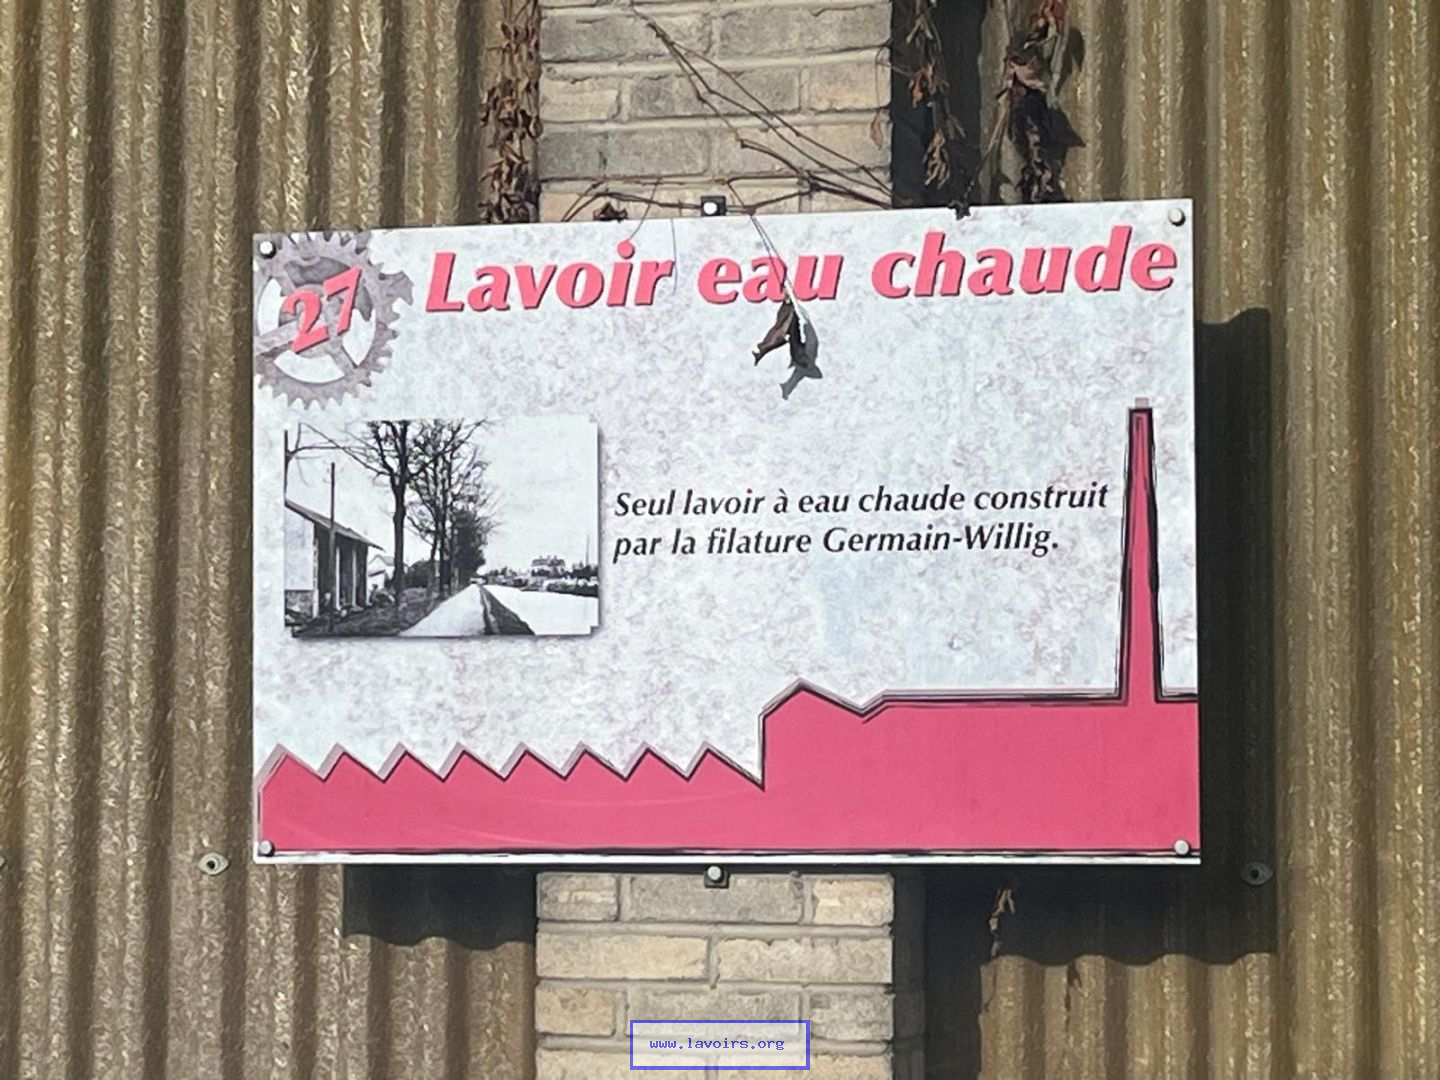 27
Lavoir eau chaude
Seul lavoir à eau chaude construit
par la filature Germain-Willig.
www.lavoirs.org